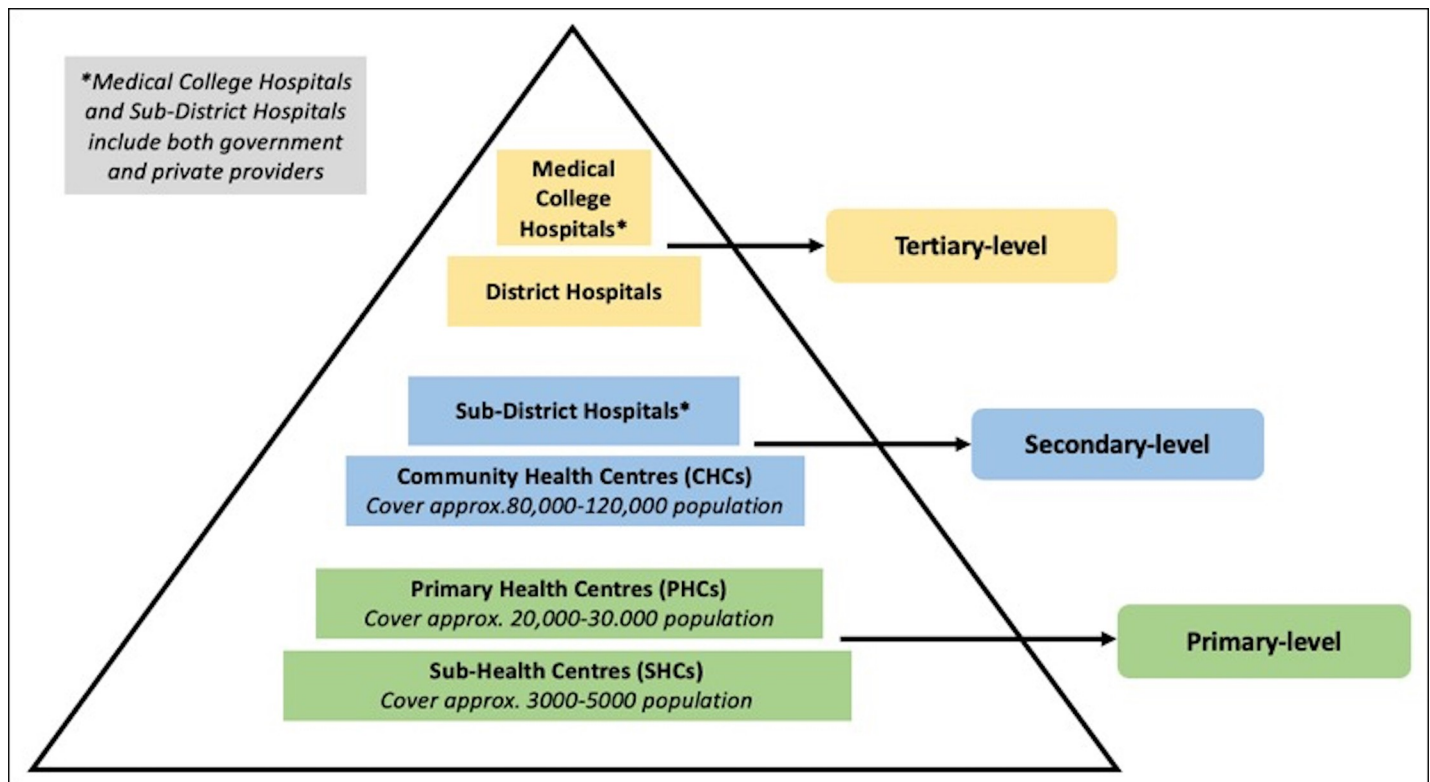 *Medical College Hospitals
and Sub-District Hospitals
include both government
and private providers
Medical
College
Hospitals*
Tertiary-level
District Hospitals
Sub-District Hospitals*
Secondary-level
Community Health Centres (CHCs)
Cover approx.80,000-120,000 population
Primary Health Centres (PHCs)
Cover approx. 20,000-30.000 population
Primary-level
Sub-Health Centres (SHCs)
Cover approx. 3000-5000 population